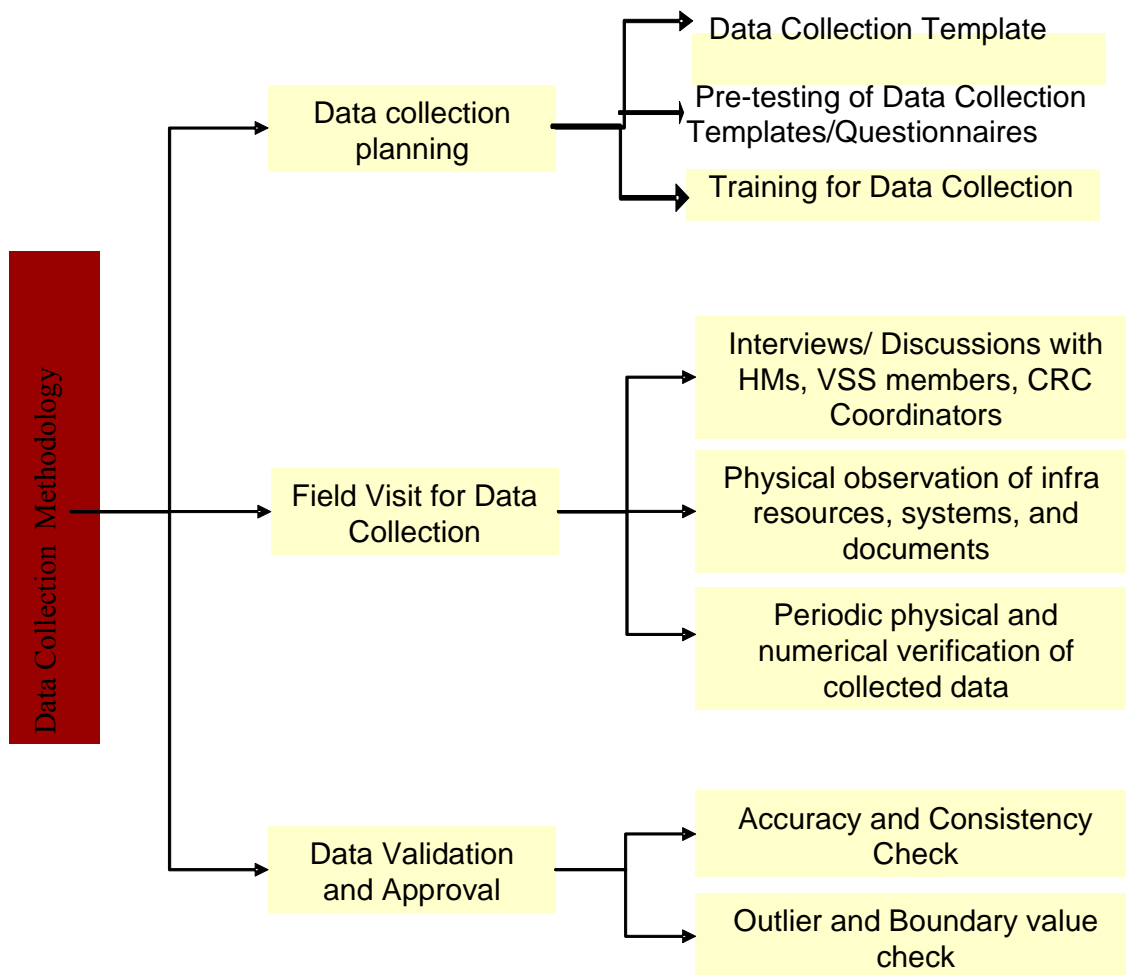 Data Collection Methodology
Data collection
planning
Data Collection Template
Pre-testing of Data Collection
Templates/Questionnaires
Training for Data Collection
Field Visit for Data
Collection
Interviews/ Discussions with
HMs, VSS members, CRC
Coordinators
Physical observation of infra
resources, systems, and
documents
Periodic physical and
numerical verification of
collected data
Data Validation
and Approval
Accuracy and Consistency
Check
Outlier and Boundary value
check